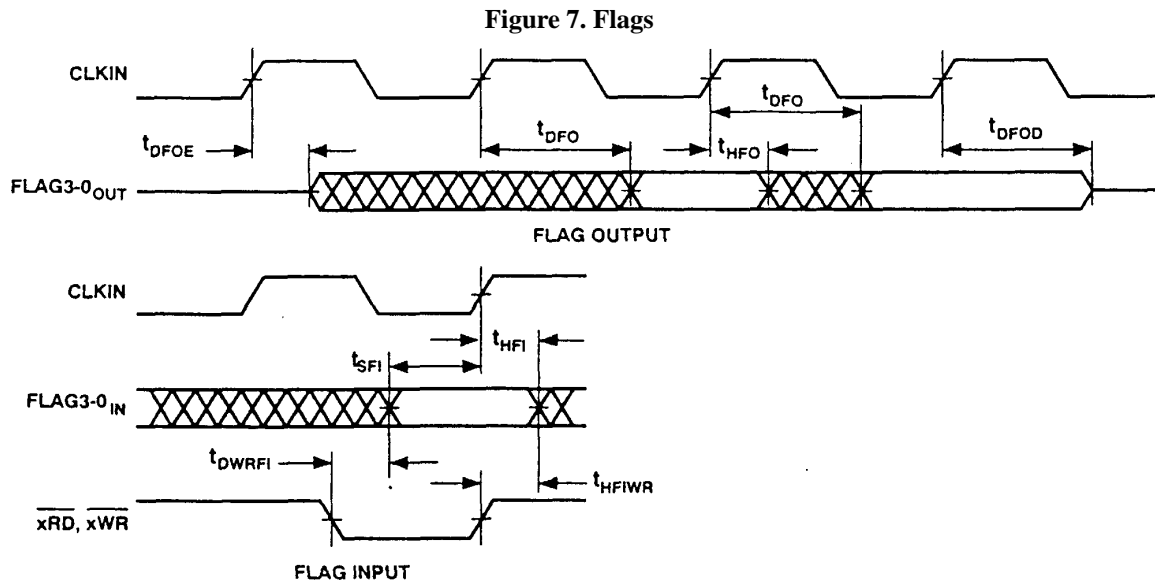 Figure 7. Flags
CLKIN
tDFOE
tDFO
tDFO
tHFO
tDFOD
FLAG3-0OUT
FLAG OUTPUT
CLKIN
tHFI
tSFI
FLAG3-0IN
tDWRFI
tHFIWR
xRD, xWR
FLAG INPUT